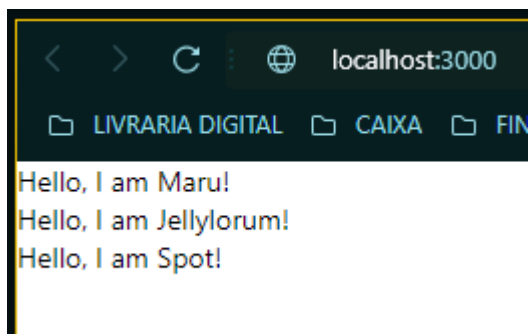 localhost:3000
LIVRARIA DIGITAL CAIXA FIN
Hello, I am Maru!
Hello, I am Jellylorum!
Hello, I am Spot!